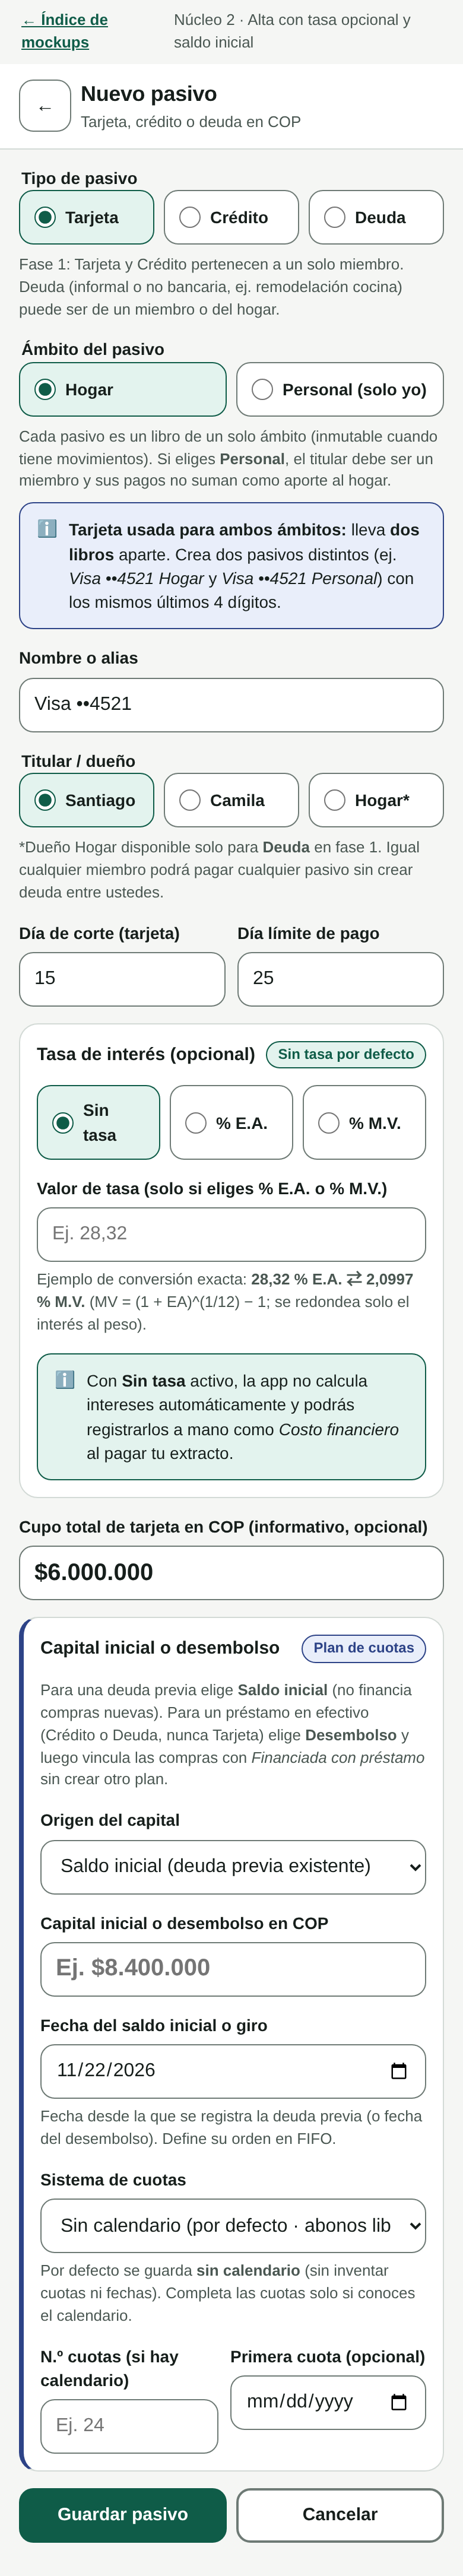 ← Índice de
mockups
Núcleo 2 · Alta con tasa opcional y
saldo inicial
←
Nuevo pasivo
Tarjeta, crédito o deuda en COP
Tipo de pasivo
Tarjeta
Crédito
Deuda
Fase 1: Tarjeta y Crédito pertenecen a un solo miembro.
Deuda (informal o no bancaria, ej. remodelación cocina)
puede ser de un miembro o del hogar.
Ámbito del pasivo
Hogar
Personal (solo yo)
Cada pasivo es un libro de un solo ámbito (inmutable cuando
tiene movimientos). Si eliges Personal, el titular debe ser un
miembro y sus pagos no suman como aporte al hogar.
Tarjeta usada para ambos ámbitos: lleva dos
libros aparte. Crea dos pasivos distintos (ej.
Visa ••4521 Hogar y Visa ••4521 Personal) con
los mismos últimos 4 dígitos.
Nombre o alias
Visa ••4521
Titular / dueño
Santiago
Camila
Hogar*
*Dueño Hogar disponible solo para Deuda en fase 1. Igual
cualquier miembro podrá pagar cualquier pasivo sin crear
deuda entre ustedes.
Día de corte (tarjeta)
Día límite de pago
15
25
Tasa de interés (opcional)
Sin tasa por defecto
Sin
tasa
% E.A.
% M.V.
Valor de tasa (solo si eliges % E.A. o % M.V.)
Ej. 28,32
Ejemplo de conversión exacta: 28,32 % E.A. ⇄ 2,0997
% M.V. (MV = (1 + EA)^(1/12) − 1; se redondea solo el
interés al peso).
Con Sin tasa activo, la app no calcula
intereses automáticamente y podrás
registrarlos a mano como Costo financiero
al pagar tu extracto.
Cupo total de tarjeta en COP (informativo, opcional)
$6.000.000
Capital inicial o desembolso
Plan de cuotas
Para una deuda previa elige Saldo inicial (no financia
compras nuevas). Para un préstamo en efectivo
(Crédito o Deuda, nunca Tarjeta) elige Desembolso y
luego vincula las compras con Financiada con préstamo
sin crear otro plan.
Origen del capital
Saldo inicial (deuda previa existente)
Capital inicial o desembolso en COP
Ej. $8.400.000
Fecha del saldo inicial o giro
11/22/2026
Fecha desde la que se registra la deuda previa (o fecha
del desembolso). Define su orden en FIFO.
Sistema de cuotas
Sin calendario (por defecto · abonos lib
Por defecto se guarda sin calendario (sin inventar
cuotas ni fechas). Completa las cuotas solo si conoces
el calendario.
N.º cuotas (si hay
calendario)
Primera cuota (opcional)
Ej. 24
mm/dd/yyyy
Guardar pasivo
Cancelar